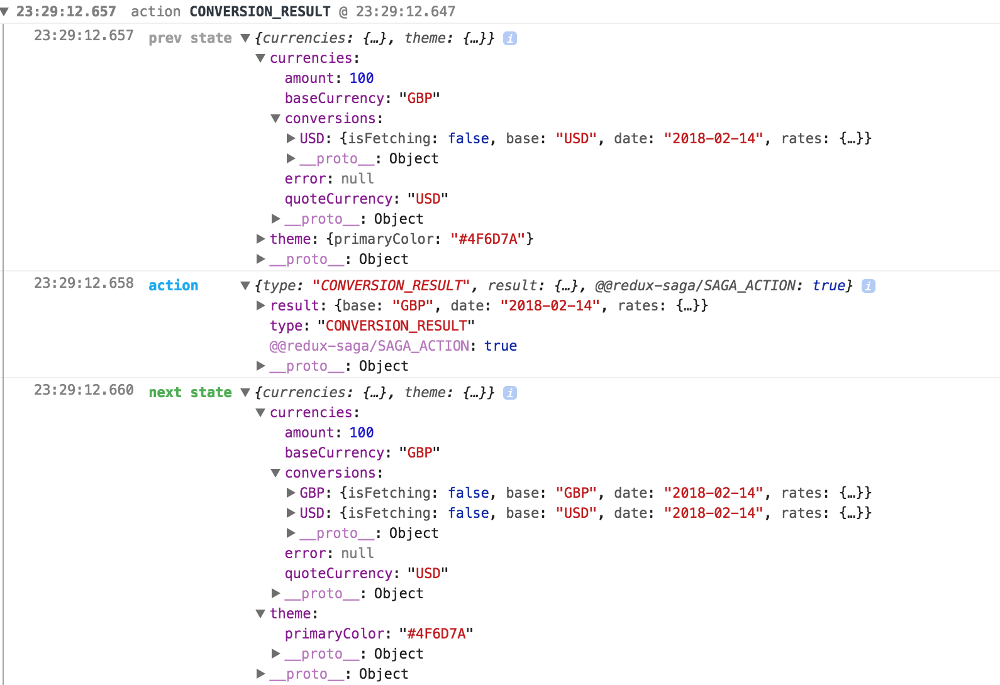 23:29:12.657 action CONVERSION_RESULT @ 23:29:12.647
23:29:12.657 prev state {currencies: {…}, theme: {…}} i
currencies:
amount: 100
baseCurrency: "GBP"
conversions:
USD: {isFetching: false, base: "USD", date: "2018-02-14", rates: {…}}
__proto__: Object
error: null
quoteCurrency: "USD"
__proto__: Object
theme: {primaryColor: "#4F6D7A"}
__proto__: Object
23:29:12.658 action {type: "CONVERSION_RESULT", result: {…}, @@redux-saga/SAGA_ACTION: true} i
result: {base: "GBP", date: "2018-02-14", rates: {…}}
type: "CONVERSION_RESULT"
@@redux-saga/SAGA_ACTION: true
__proto__: Object
23:29:12.660 next state {currencies: {…}, theme: {…}} i
currencies:
amount: 100
baseCurrency: "GBP"
conversions:
GBP: {isFetching: false, base: "GBP", date: "2018-02-14", rates: {…}}
USD: {isFetching: false, base: "USD", date: "2018-02-14", rates: {…}}
__proto__: Object
error: null
quoteCurrency: "USD"
__proto__: Object
theme:
primaryColor: "#4F6D7A"
__proto__: Object
__proto__: Object